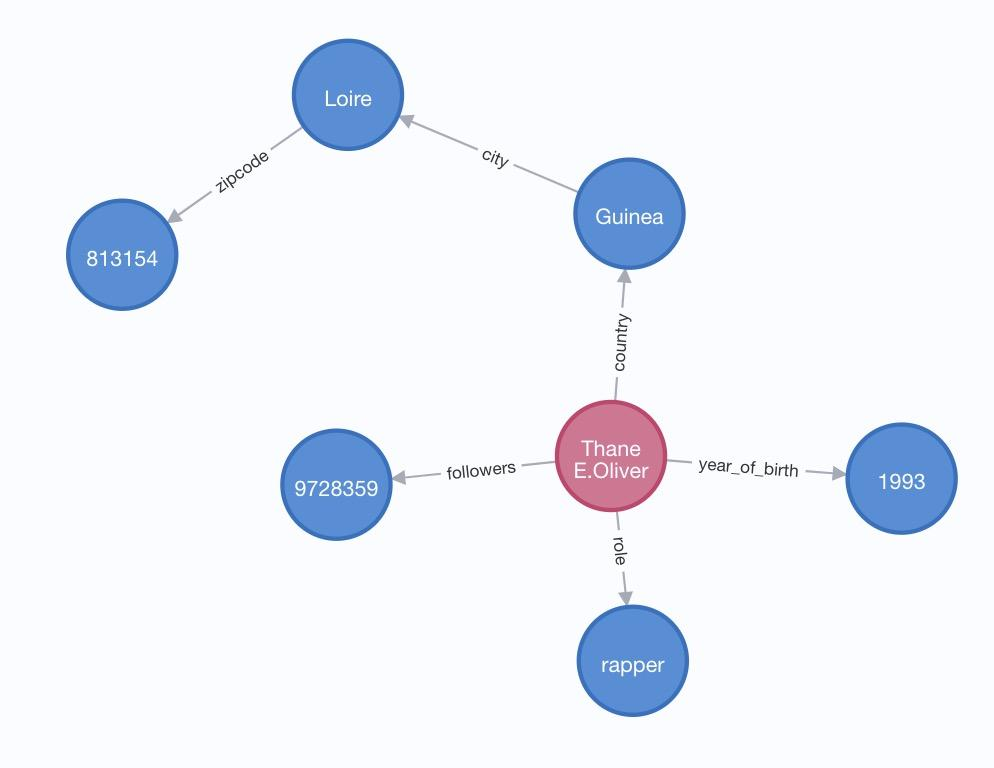 Loire
city
zipcode
Guinea
813154
country
Thane
E.Oliver
followers
year_of_birth
9728359
1993
role
rapper